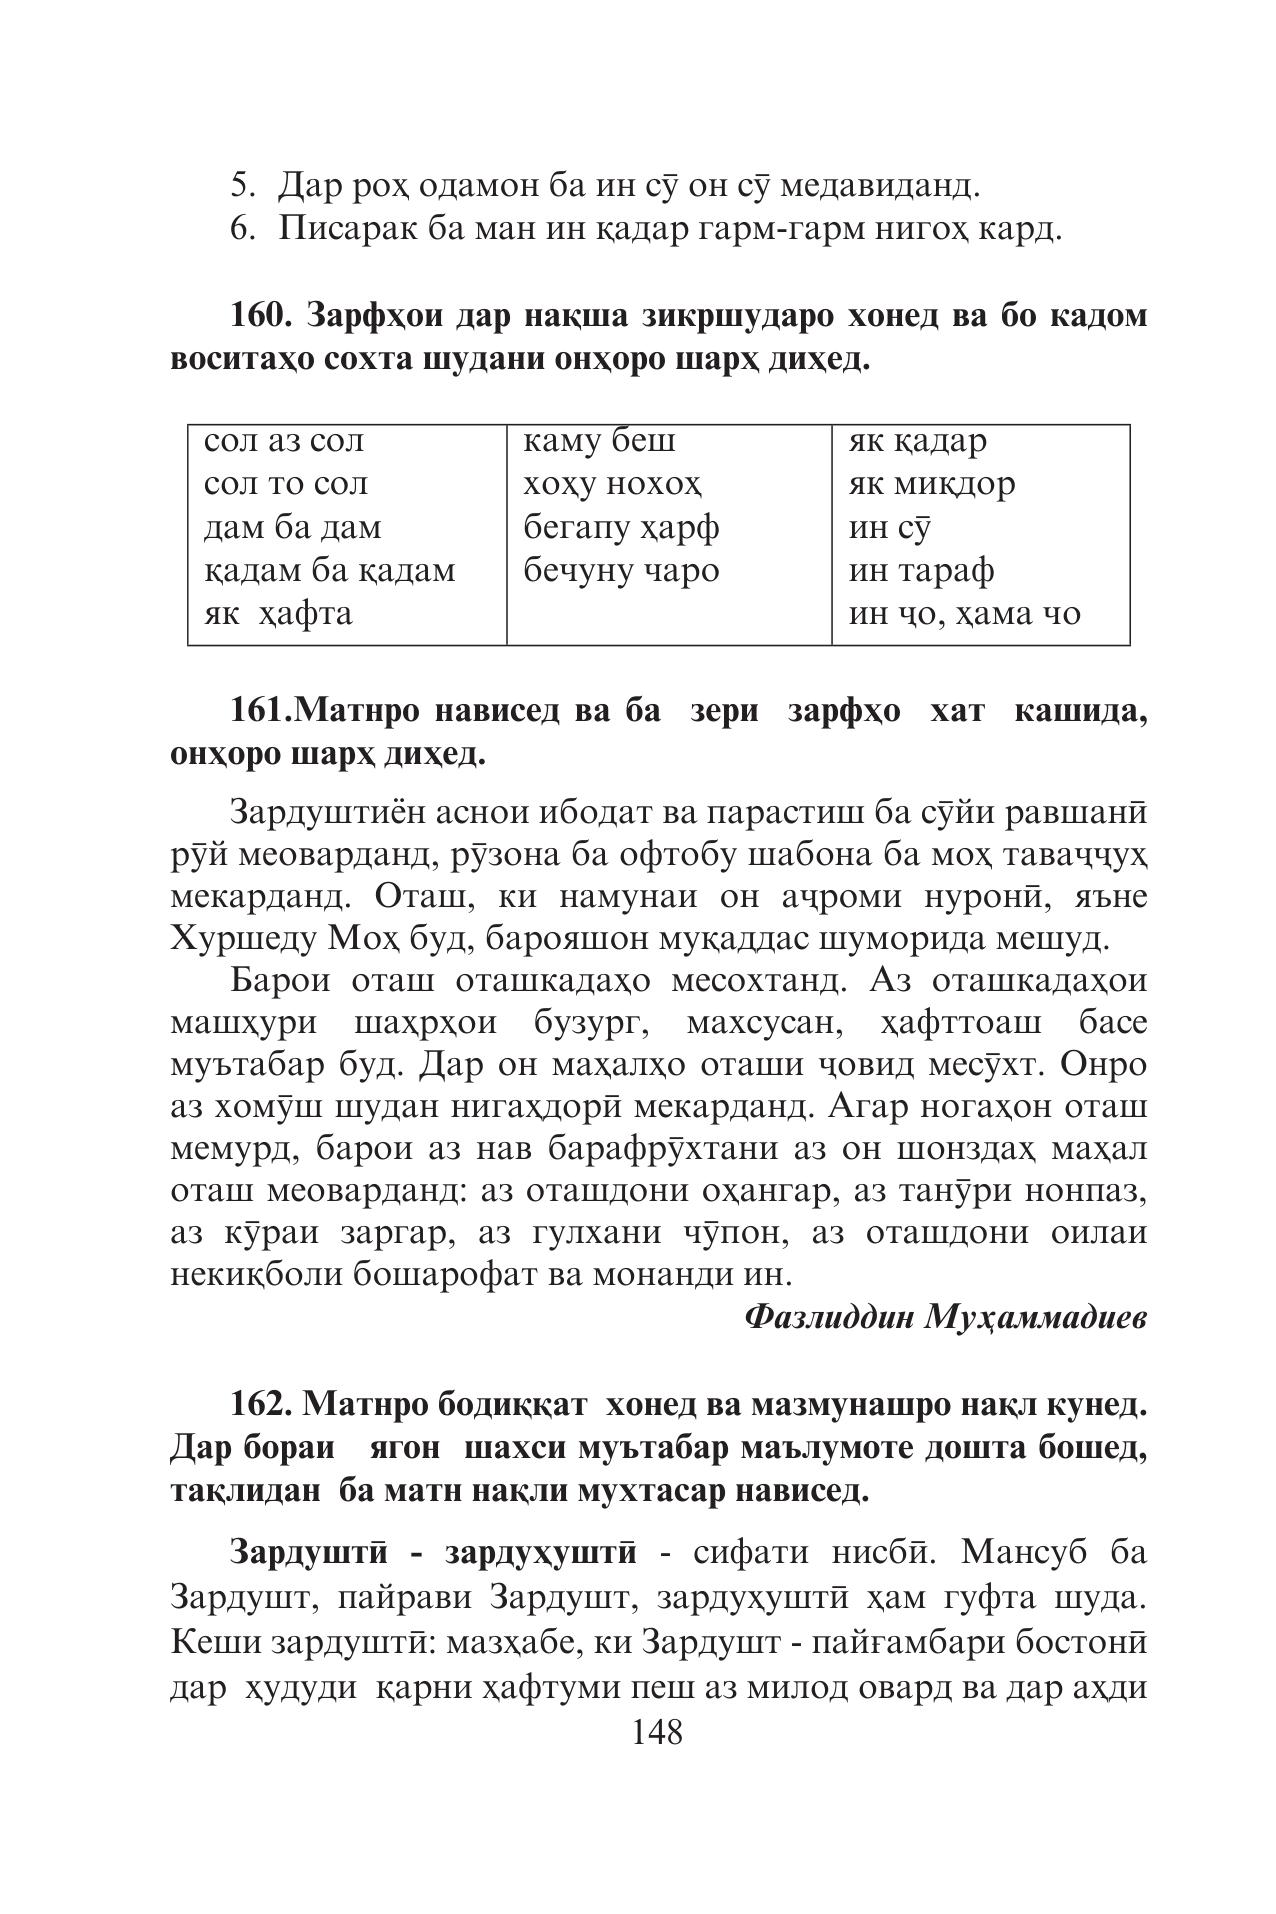 5. Дар роҳ одамон ба ин сӯ он сӯ медавиданд.
6. Писарак ба ман ин қадар гарм-гарм нигоҳ кард.
160. Зарфҳои дар нақша зикршударо хонед ва бо кадом
воситаҳо сохта шудани онҳоро шарҳ диҳед.
сол аз сол
сол то сол
дам ба дам
қадам ба қадам
як ҳафта
каму беш
хоҳу нохоҳ
бегапу ҳарф
бечуну чаро
як қадар
як миқдор
ин сӯ
ин тараф
ин ҷо, ҳама чо
161.Матнро нависед ва ба зери зарфҳо хат кашида,
онҳоро шарҳ диҳед.
Зардуштиён аснои ибодат ва парастиш ба сӯйи равшанӣ
рӯй меоварданд, рӯзона ба офтобу шабона ба моҳ таваҷҷуҳ
мекарданд. Оташ, ки намунаи он аҷроми нуронӣ, яъне
Хуршеду Моҳ буд, барояшон муқаддас шуморида мешуд.
Барои оташ оташкадаҳо месохтанд. Аз оташкадаҳои
машҳури шаҳрҳои бузург, махсусан, ҳафттоаш басе
муътабар буд. Дар он маҳалҳо оташи ҷовид месӯхт. Онро
аз хомӯш шудан нигаҳдорӣ мекарданд. Агар ногаҳон оташ
мемурд, барои аз нав барафрӯхтани аз он шонздаҳ маҳал
оташ меоварданд: аз оташдони оҳангар, аз танӯри нонпаз,
аз кӯраи заргар, аз гулхани чӯпон, аз оташдони оилаи
некиқболи бошарофат ва монанди ин.
Фазлиддин Муҳаммадиев
162. Матнро бодиққат хонед ва мазмунашро нақл кунед.
Дар бораи ягон шахси муътабар маълумоте дошта бошед,
тақлидан ба матн нақли мухтасар нависед.
Зардуштӣ - зардуҳуштӣ - сифати нисбӣ. Мансуб ба
Зардушт, пайрави Зардушт, зардуҳуштӣ ҳам гуфта шуда.
Кеши зардуштӣ: мазҳабе, ки Зардушт - пайғамбари бостонӣ
дар ҳудуди қарни ҳафтуми пеш аз милод овард ва дар аҳди
148